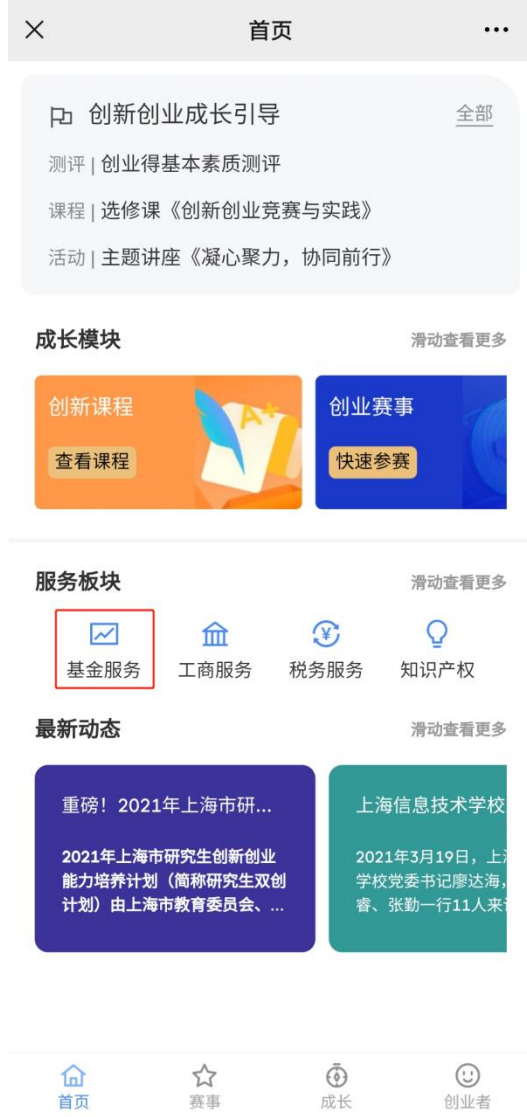 首页
创新创业成长引导
全部
测评 | 创业得基本素质测评
课程 | 选修课《创新创业竞赛与实践》
活动 | 主题讲座《凝心聚力，协同前行》
成长模块
滑动查看更多
创新课程
查看课程
A+
创业赛事
快速参赛
服务板块
滑动查看更多
基金服务
工商服务
税务服务
知识产权
最新动态
滑动查看更多
重磅！2021年上海市研...
2021年上海市研究生创新创业
能力培养计划（简称研究生双创
计划）由上海市教育委员会、...
上海信息技术学校
2021年3月19日，上
学校党委书记廖达海，
睿、张勤一行11人来
首页
赛事
成长
创业者